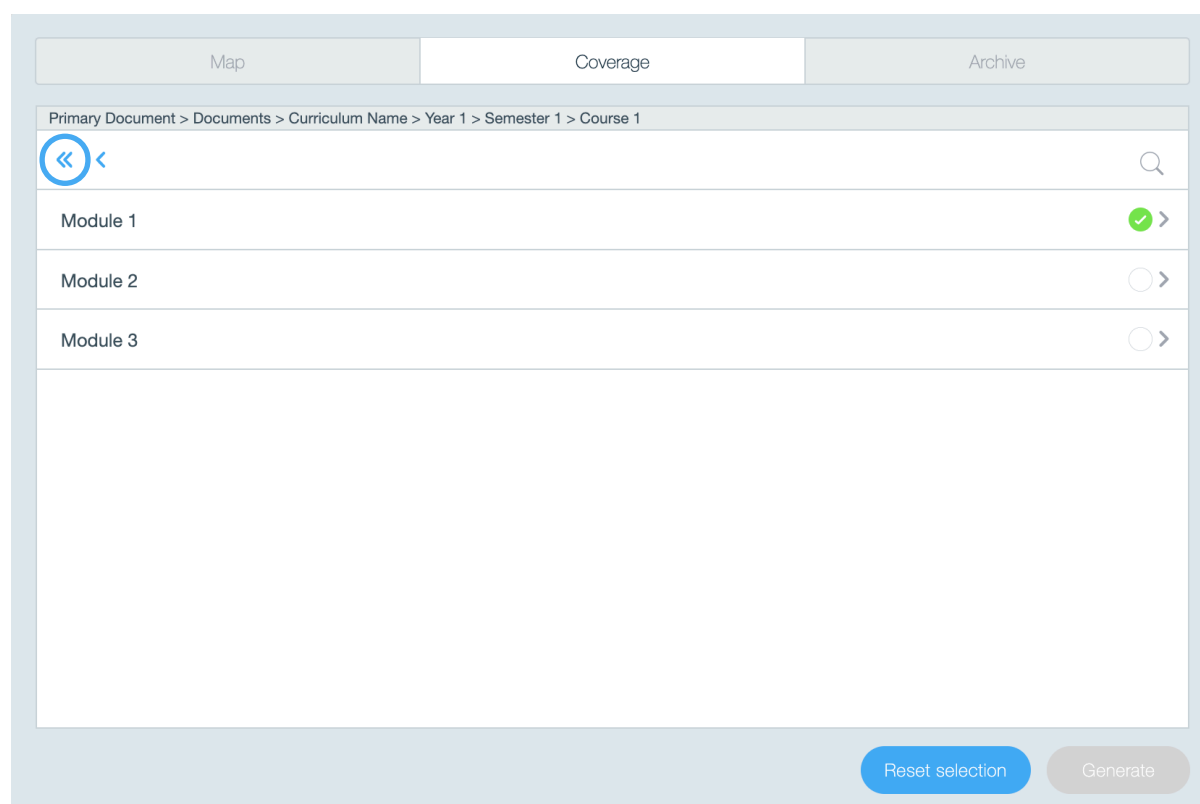 Map Coverage Archive
Primary Document > Documents > Curriculum Name > Year 1 > Semester 1 > Course 1
Module 1
Module 2
Module 3
Reset selection Generate